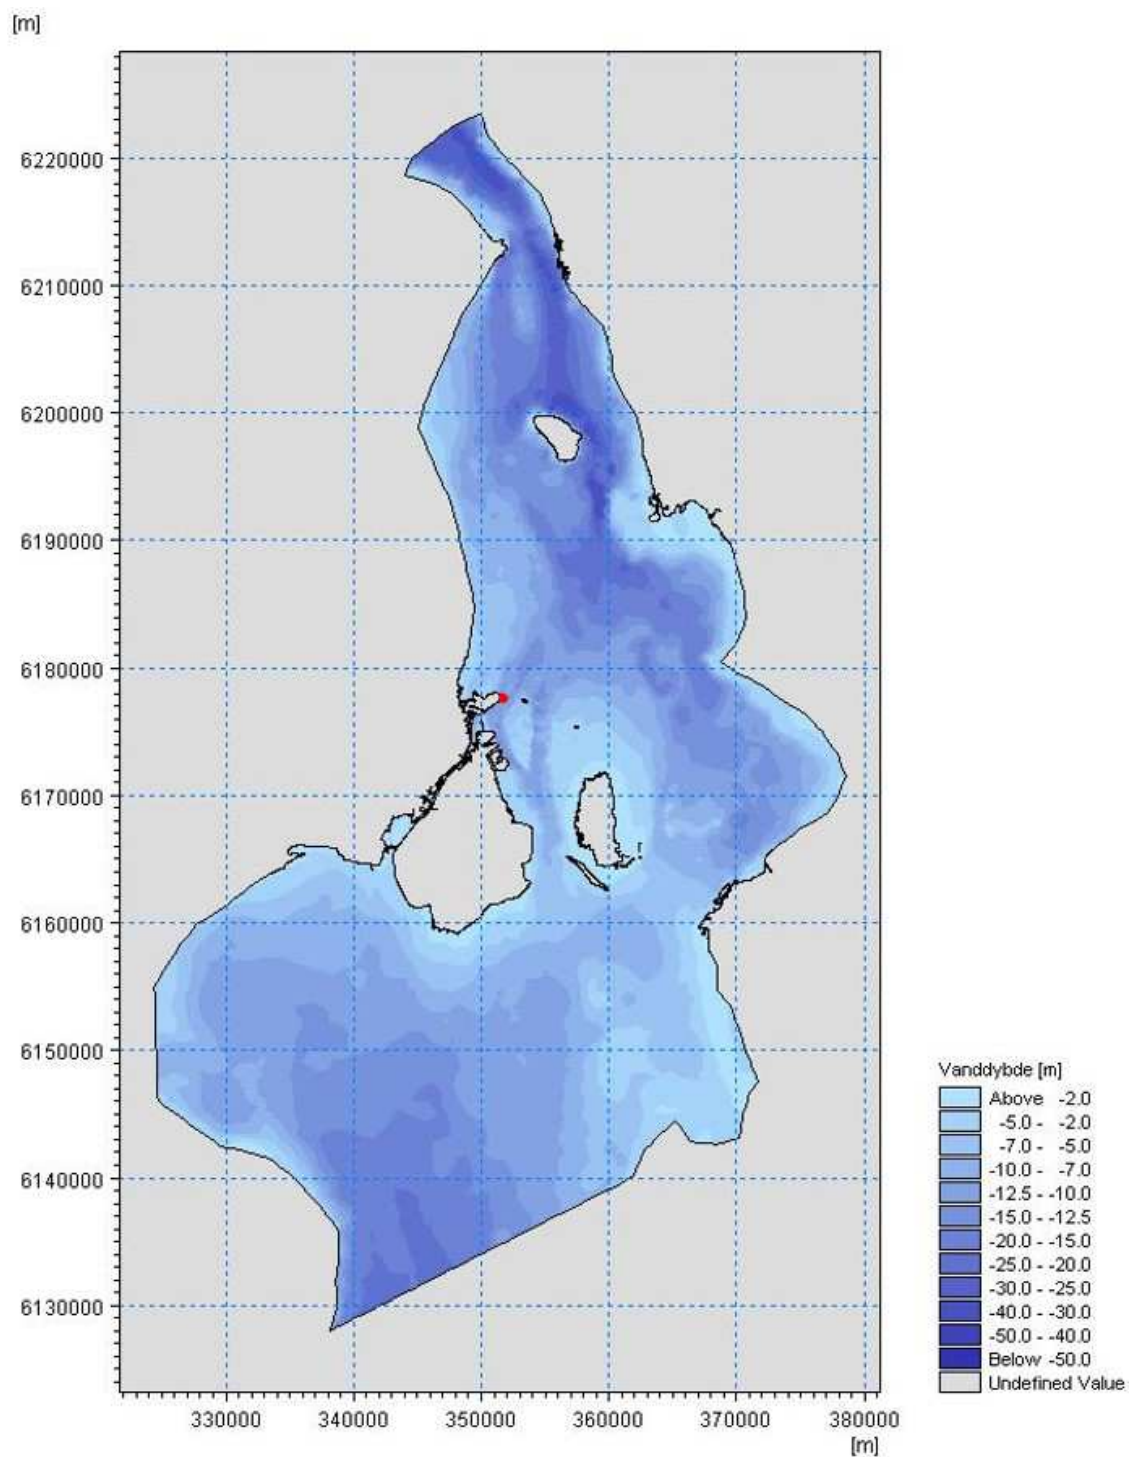 [m]
6220000
6210000
6200000
6190000
6180000
6170000
6160000
6150000
6140000
6130000
330000 340000 350000 360000 370000 380000
[m]
Vanddybde [m]
Above -2.0
-5.0 - -2.0
-7.0 - -5.0
-10.0 - -7.0
-12.5 - -10.0
-15.0 - -12.5
-20.0 - -15.0
-25.0 - -20.0
-30.0 - -25.0
-40.0 - -30.0
-50.0 - -40.0
Below -50.0
Undefined Value